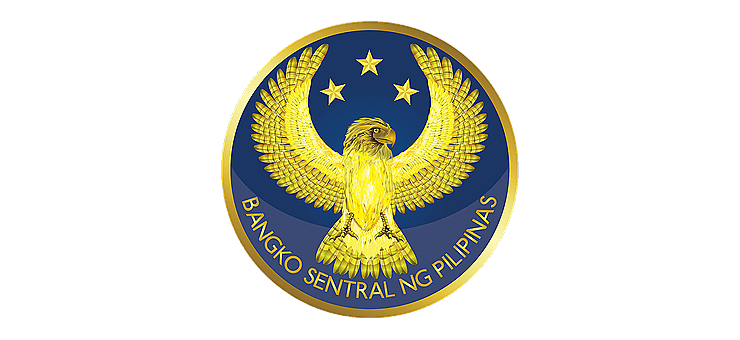 BANGKO SENTRAL NG PILIPINAS